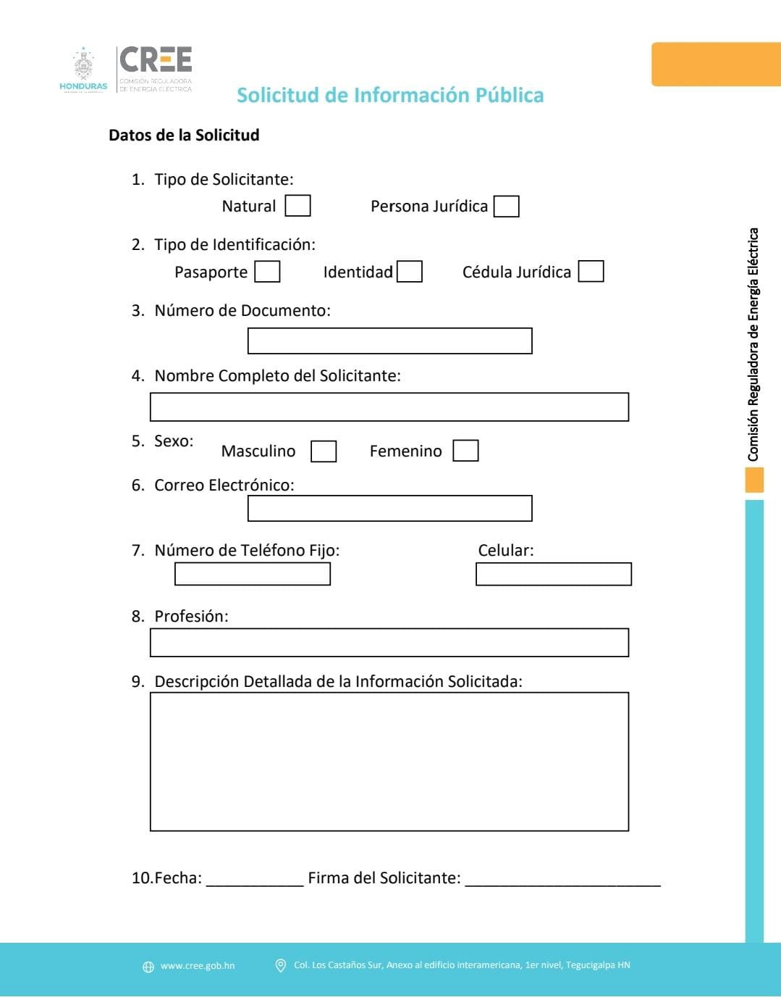 HONDURAS
CREE
COMISIÓN REGULADORA
DE ENERGÍA ELÉCTRICA
Solicitud de Información Pública
Datos de la Solicitud
1. Tipo de Solicitante:
Natural Persona Jurídica
2. Tipo de Identificación:
Pasaporte Identidad Cédula Jurídica
3. Número de Documento:
4. Nombre Completo del Solicitante:
5. Sexo: Masculino Femenino
6. Correo Electrónico:
7. Número de Teléfono Fijo: Celular:
8. Profesión:
9. Descripción Detallada de la Información Solicitada:
10.Fecha: ___________ Firma del Solicitante: ______________________
Comisión Reguladora de Energía Eléctrica
www.cree.gob.hn Col. Los Castaños Sur, Anexo al edificio interamericana, 1er nivel, Tegucigalpa HN